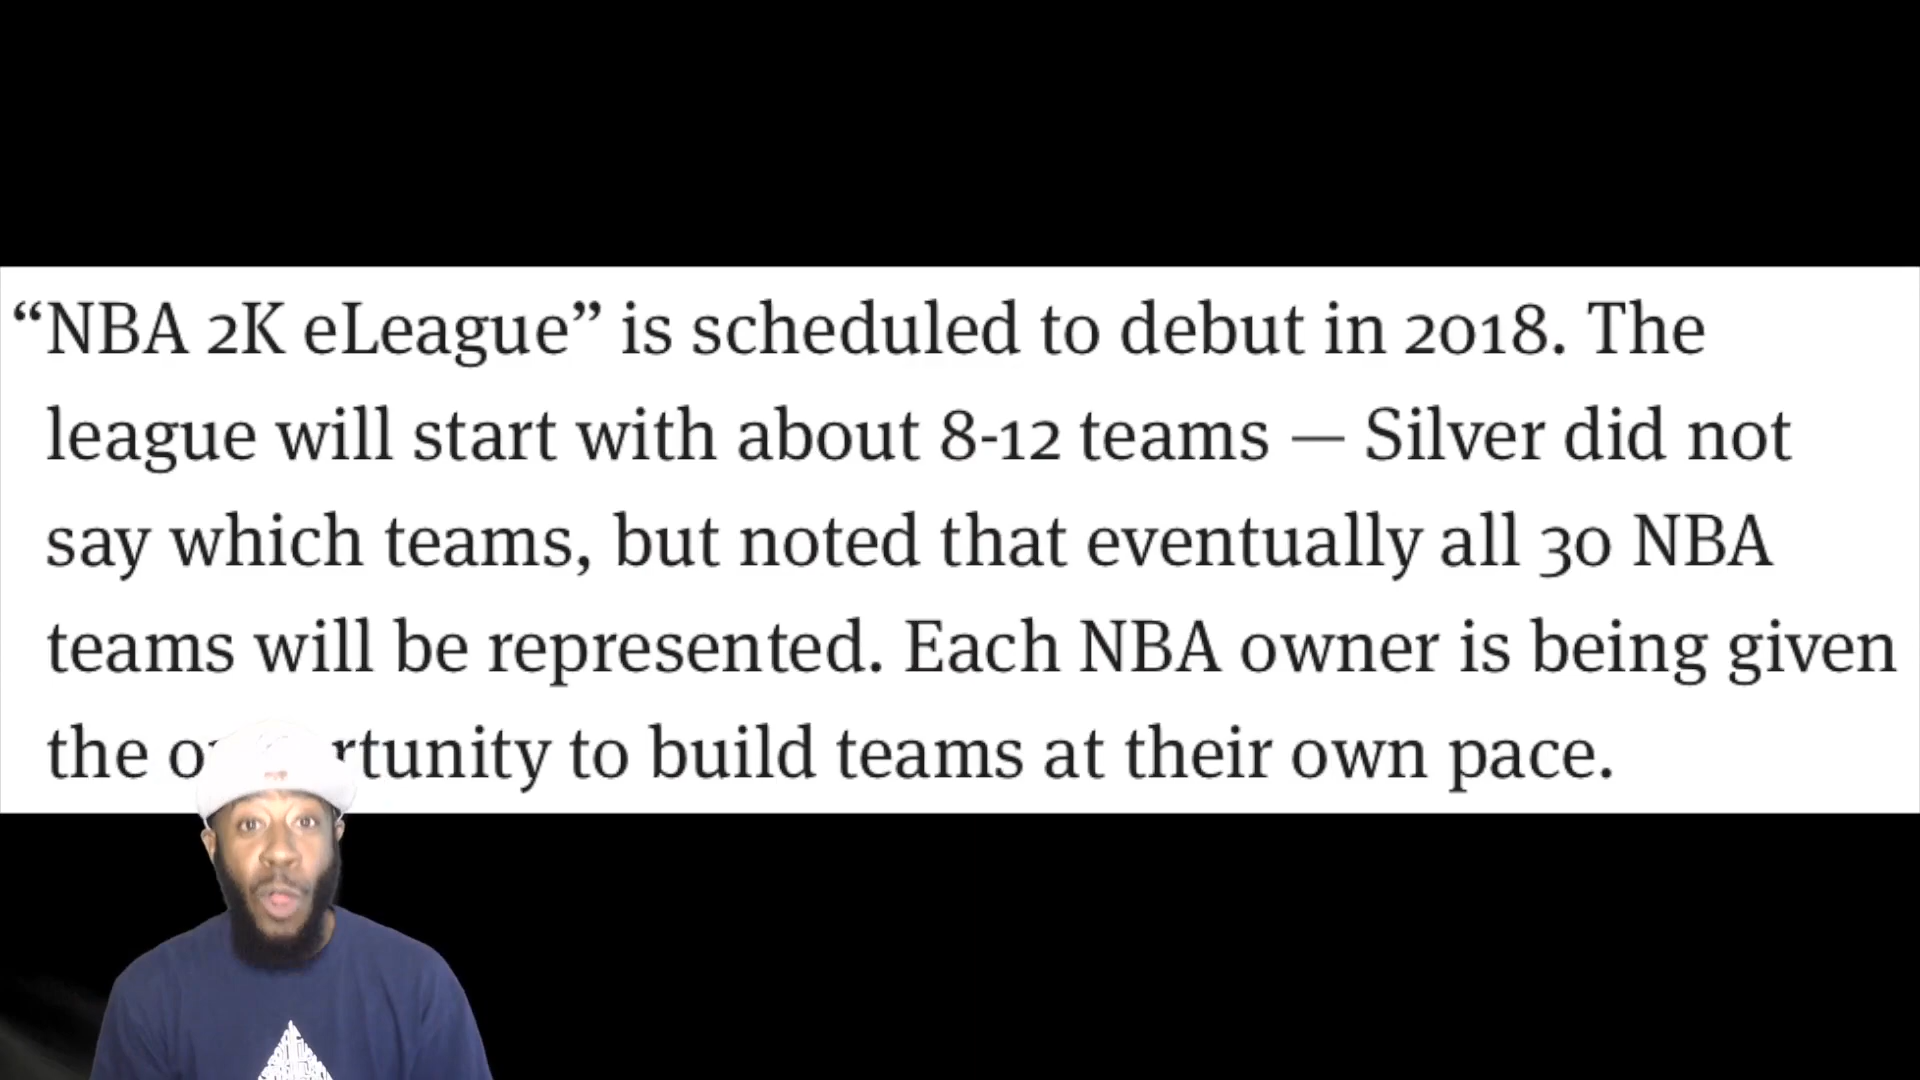 “NBA 2K eLeague” is scheduled to debut in 2018. The
league will start with about 8-12 teams — Silver did not
say which teams, but noted that eventually all 30 NBA
teams will be represented. Each NBA owner is being given
the to build teams at their own pace.